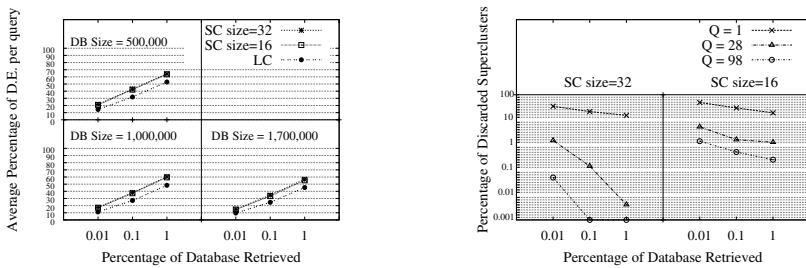 Average Percentage of D.E. per query
DB Size = 500,000
SC size=32
SC size=16
LC
100
90
80
70
60
50
40
30
20
10
0
DB Size = 1,000,000
DB Size = 1,700,000
100
90
80
70
60
50
40
30
20
10
0
0.01 0.1 1
0.01 0.1 1
Percentage of Database Retrieved
Percentage of Discarded Superclusters
Q = 1
Q = 28
Q = 98
SC size=32
SC size=16
100
10
1
0.1
0.01
0.001
0.01 0.1 1
0.01 0.1 1
Percentage of Database Retrieved